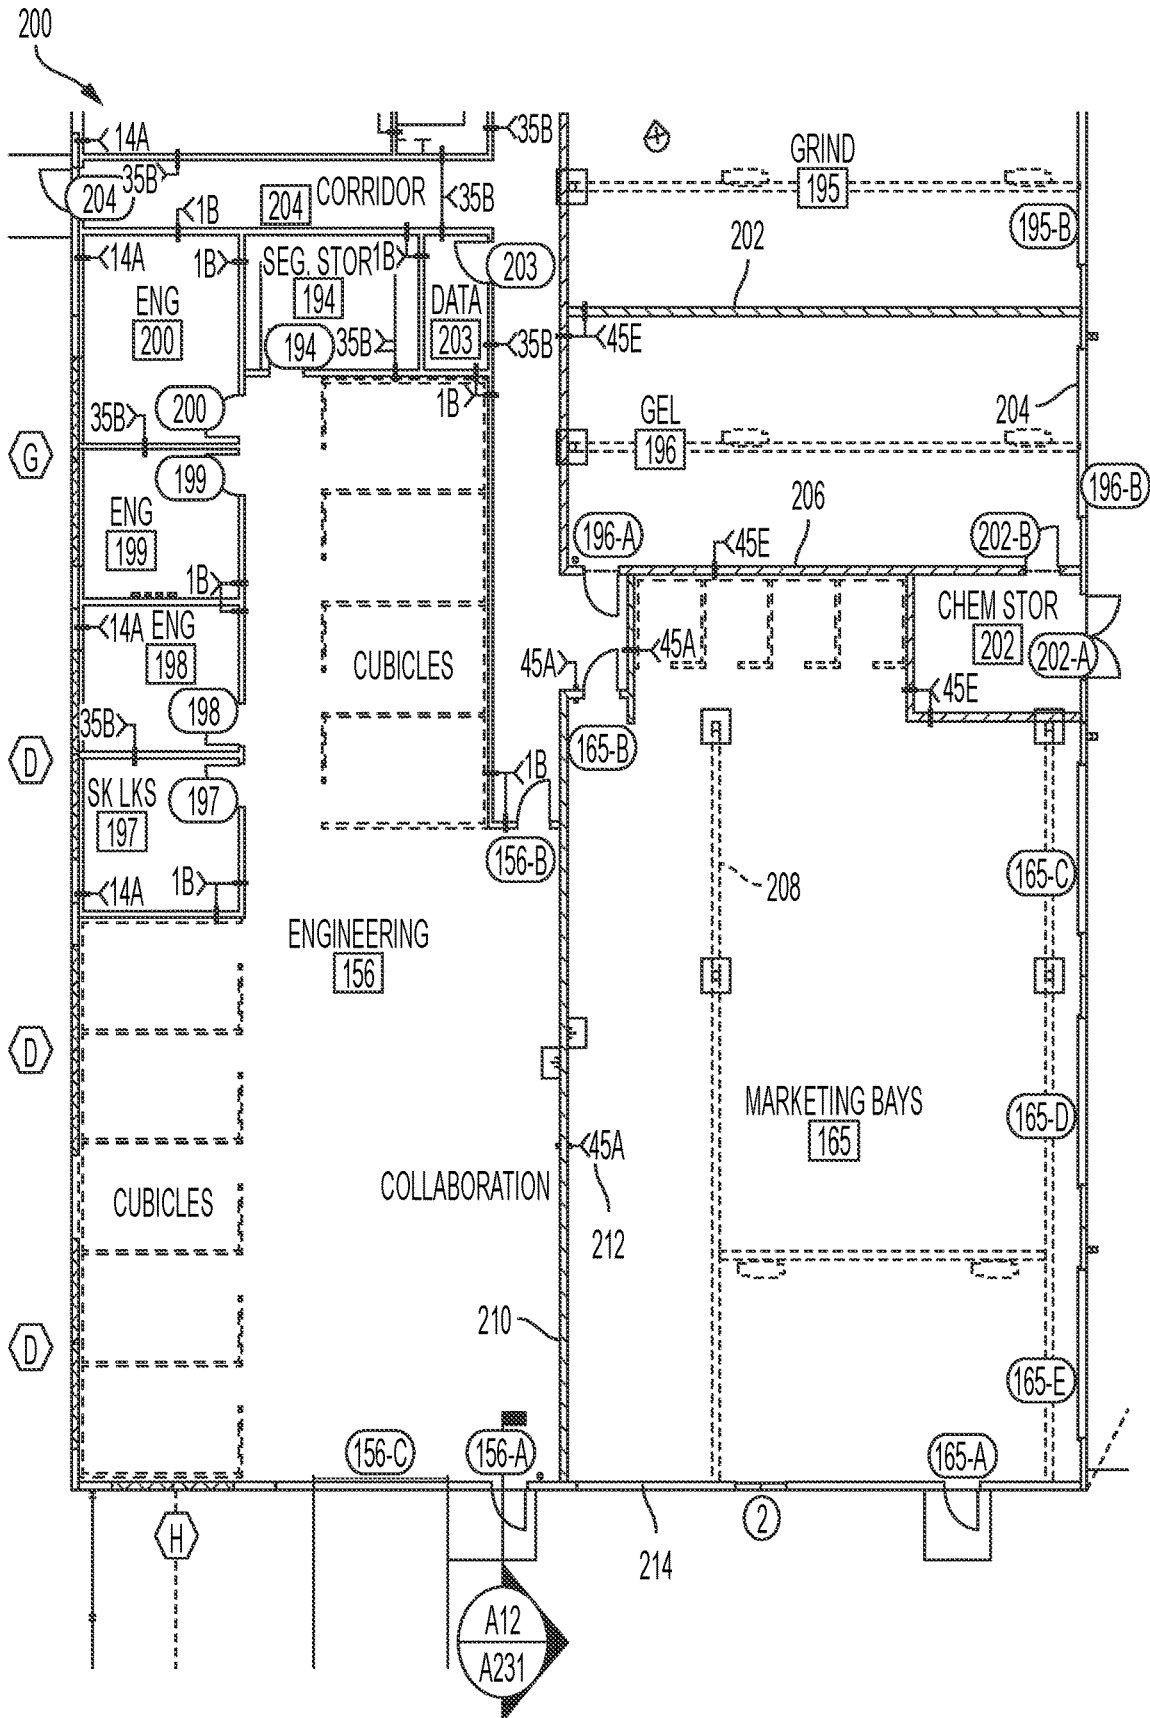 200
14A
35B
GRIND
195
35B
204
CORRIDOR
204
35B
1B
195-B
14A
1B
SEG. STOR
194
1B
203
202
ENG
200
DATA
203
194
35B
35B
45E
200
35B
1B
GEL
196
204
G
199
196-B
ENG
199
206
196-A
45E
202-B
1B
CHEM STOR
202
14A
ENG
198
CUBICLES
45A
45A
202-A
45E
198
35B
165-B
D
1B
SK LKS
197
197
156-B
165-C
208
14A
1B
ENGINEERING
156
D
MARKETING BAYS
165
165-D
45A
COLLABORATION
CUBICLES
212
210
D
165-E
156-C
156-A
165-A
H
2
214
A12
A231